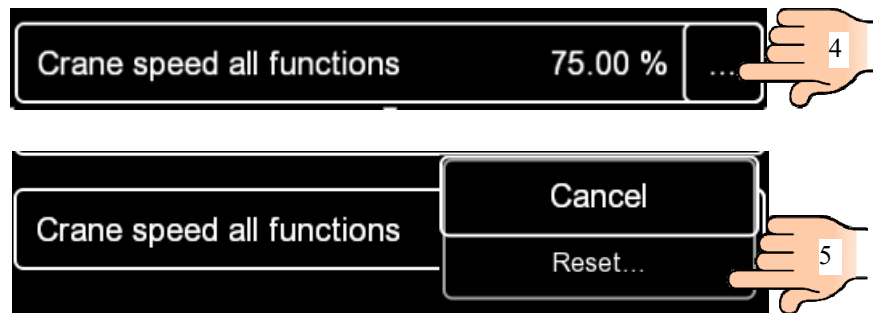 Crane speed all functions 75.00 % ... 4
Cancel
Crane speed all functions
Reset... 5